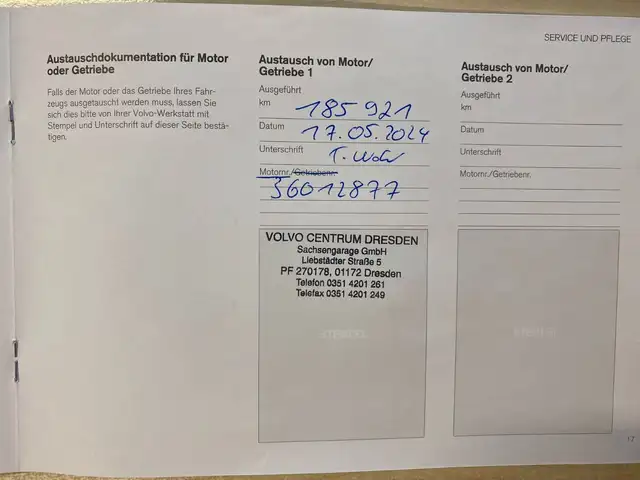 SERVICE UND PFLEGE
Austauschdokumentation für Motor
oder Getriebe
Falls der Motor oder das Getriebe Ihres Fahr-
zeugs ausgetauscht werden muss, lassen Sie
sich dies bitte von Ihrer Volvo-Werkstatt mit
Stempel und Unterschrift auf dieser Seite bestä-
tigen.
Austausch von Motor/
Getriebe 1
Ausgeführt
km 185 921
Datum 17.05.2024
Unterschrift
Motornr./Getriebenr.
36012877
VOLVO CENTRUM DRESDEN
Sachsengarage GmbH
Liebstädter Straße 5
PF 270178, 01172 Dresden
Telefon 0351 4201 261
Telefax 0351 4201 249
STEMPEL
Austausch von Motor/
Getriebe 2
Ausgeführt
km
Datum
Unterschrift
Motornr./Getriebenr.
STEMPEL
17